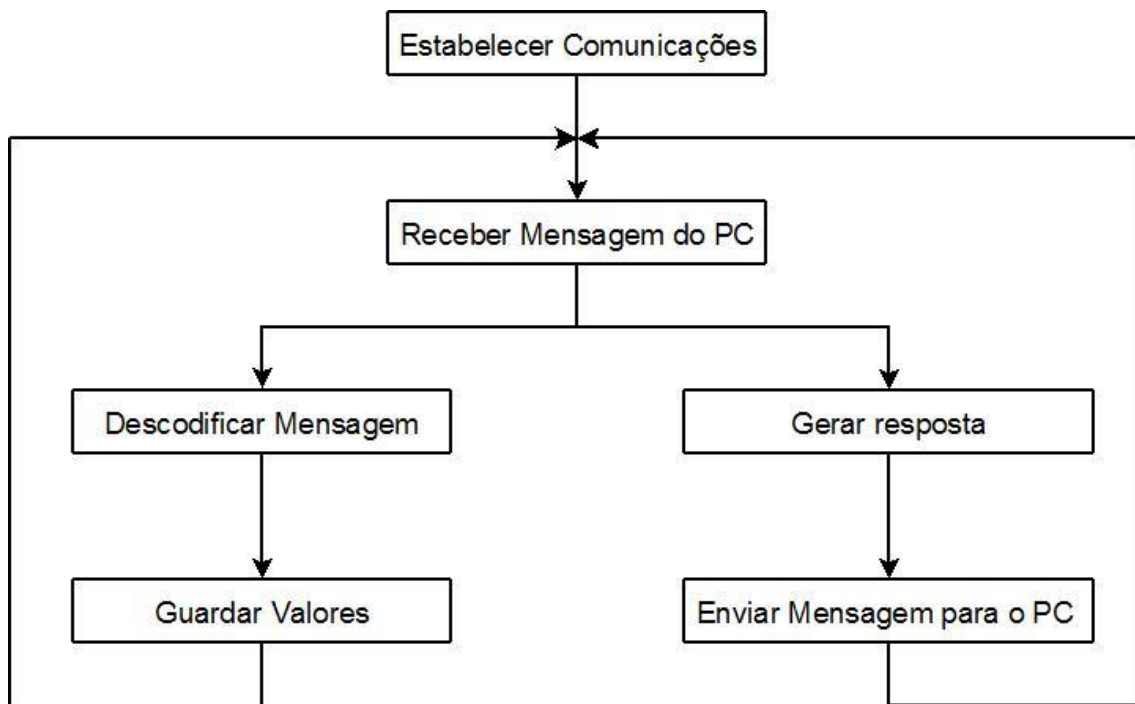 Estabelecer Comunicações
Receber Mensagem do PC
Descodificar Mensagem
Gerar resposta
Guardar Valores
Enviar Mensagem para o PC